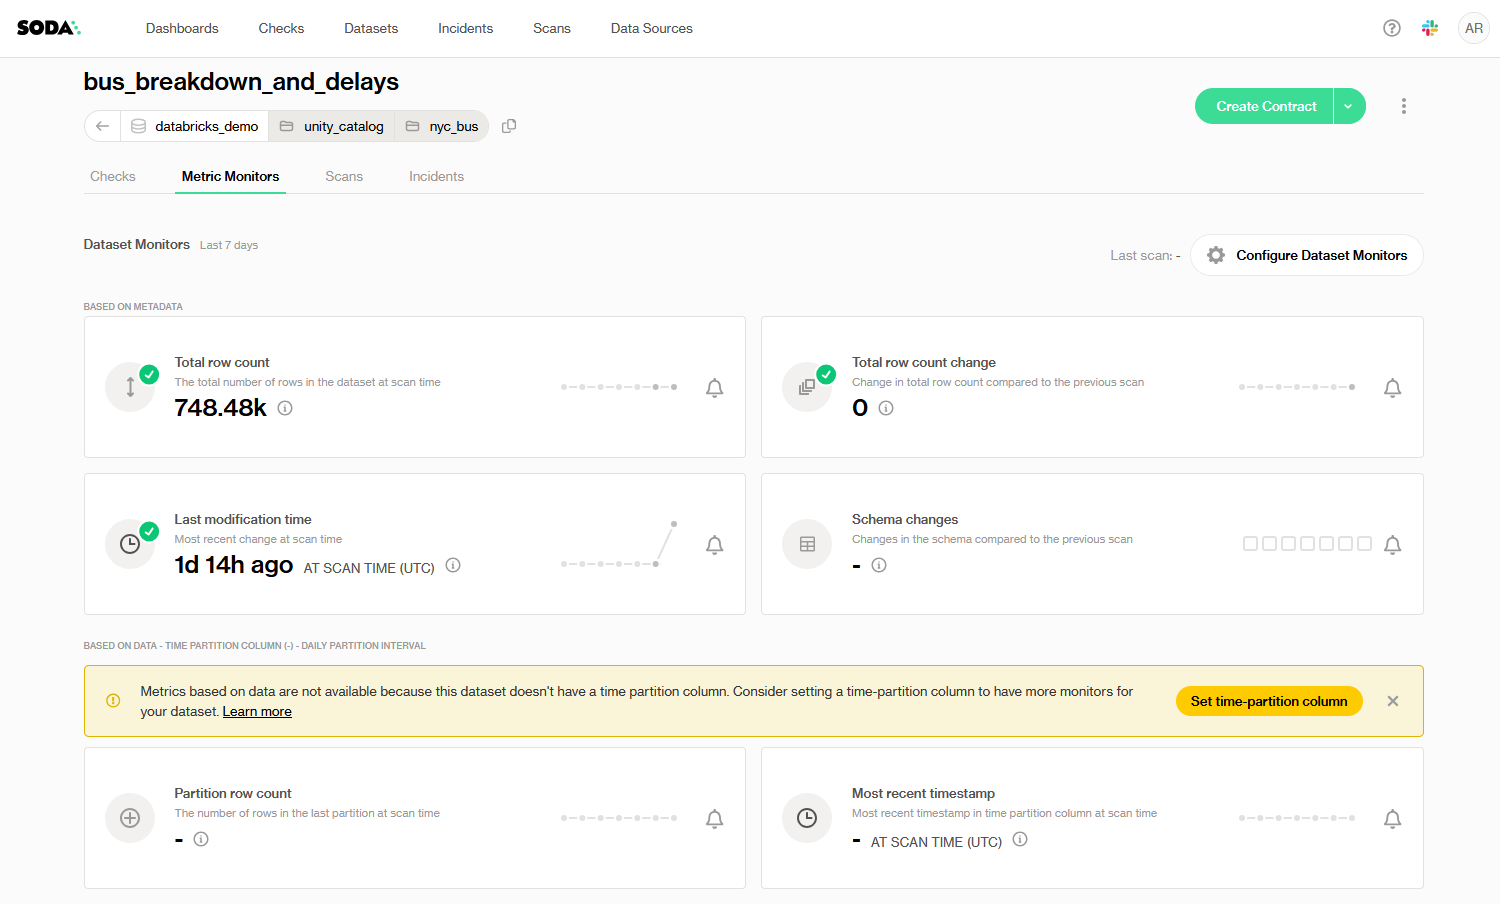 SODA
Dashboards
Checks
Datasets
Incidents
Scans
Data Sources
AR
bus_breakdown_and_delays
databricks_demo
unity_catalog
nyc_bus
Create Contract
Checks
Metric Monitors
Scans
Incidents
Dataset Monitors
Last 7 days
Last scan: -
Configure Dataset Monitors
BASED ON METADATA
Total row count
The total number of rows in the dataset at scan time
748.48k
Total row count change
Change in total row count compared to the previous scan
0
Last modification time
Most recent change at scan time
1d 14h ago AT SCAN TIME (UTC)
Schema changes
Changes in the schema compared to the previous scan
-
BASED ON DATA - TIME PARTITION COLUMN (-) - DAILY PARTITION INTERVAL
Metrics based on data are not available because this dataset doesn't have a time partition column. Consider setting a time-partition column to have more monitors for
your dataset. Learn more
Set time-partition column
Partition row count
The number of rows in the last partition at scan time
-
Most recent timestamp
Most recent timestamp in time partition column at scan time
- AT SCAN TIME (UTC)